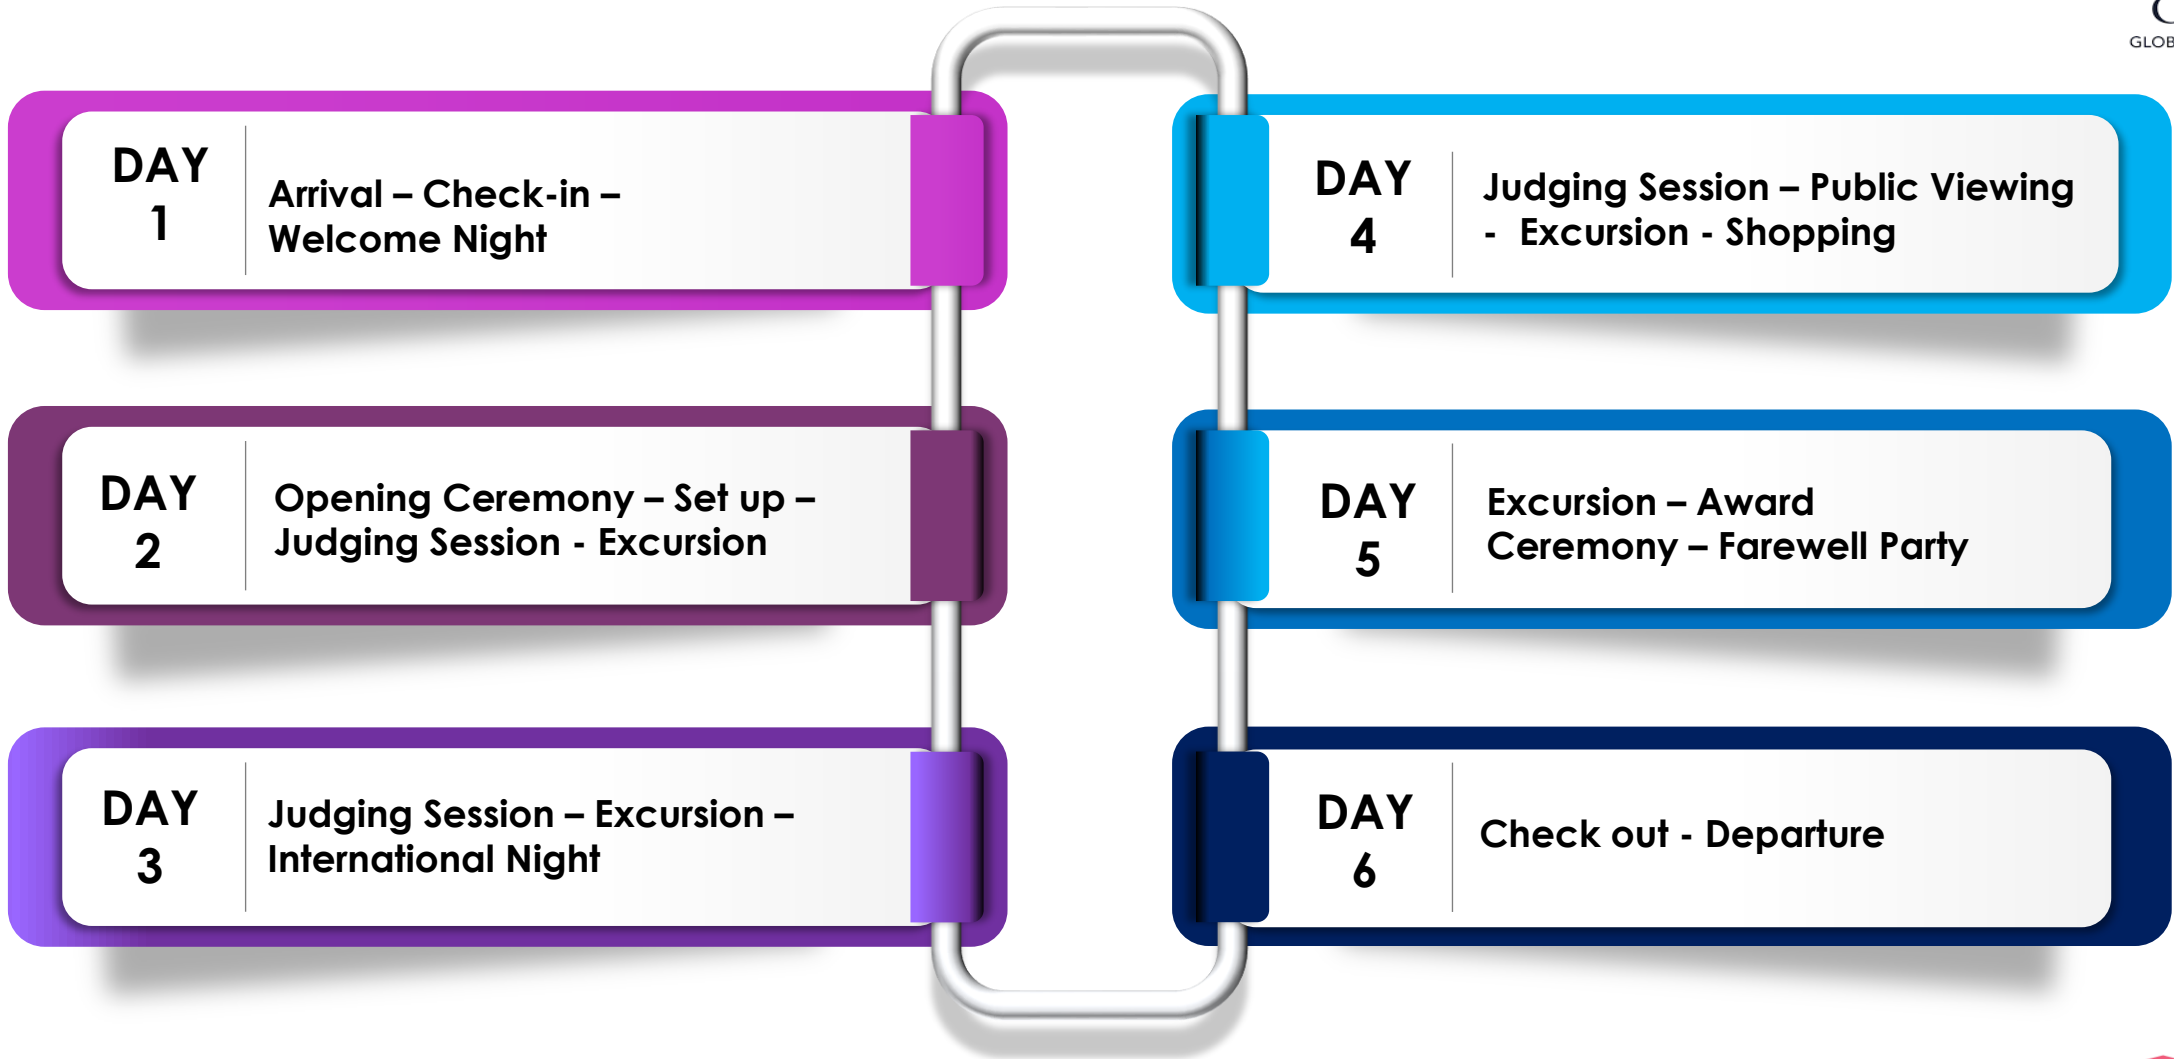 GLOB
DAY
1
Arrival – Check-in –
Welcome Night
DAY
2
Opening Ceremony – Set up –
Judging Session - Excursion
DAY
3
Judging Session – Excursion –
International Night
DAY
4
Judging Session – Public Viewing
- Excursion - Shopping
DAY
5
Excursion – Award
Ceremony – Farewell Party
DAY
6
Check out - Departure